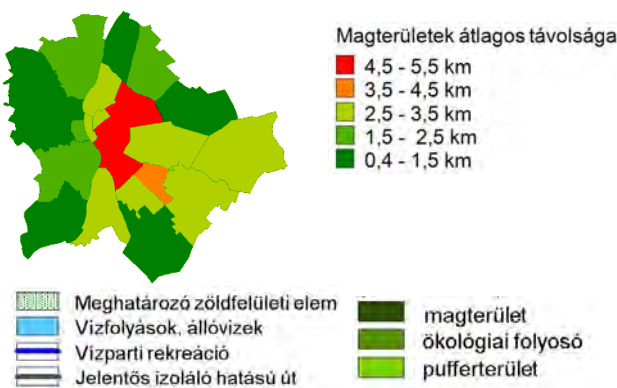 Magterületek átlagos távolsága
4,5 - 5,5 km
3,5 - 4,5 km
2,5 - 3,5 km
1,5 - 2,5 km
0,4 - 1,5 km
Meghatározó zöldfelületi elem
Vizfolyások, állóvizek
Vizparti rekreáció
Jelentős izoláló hatású út
magterület
ökológiai folyosó
pufferterület